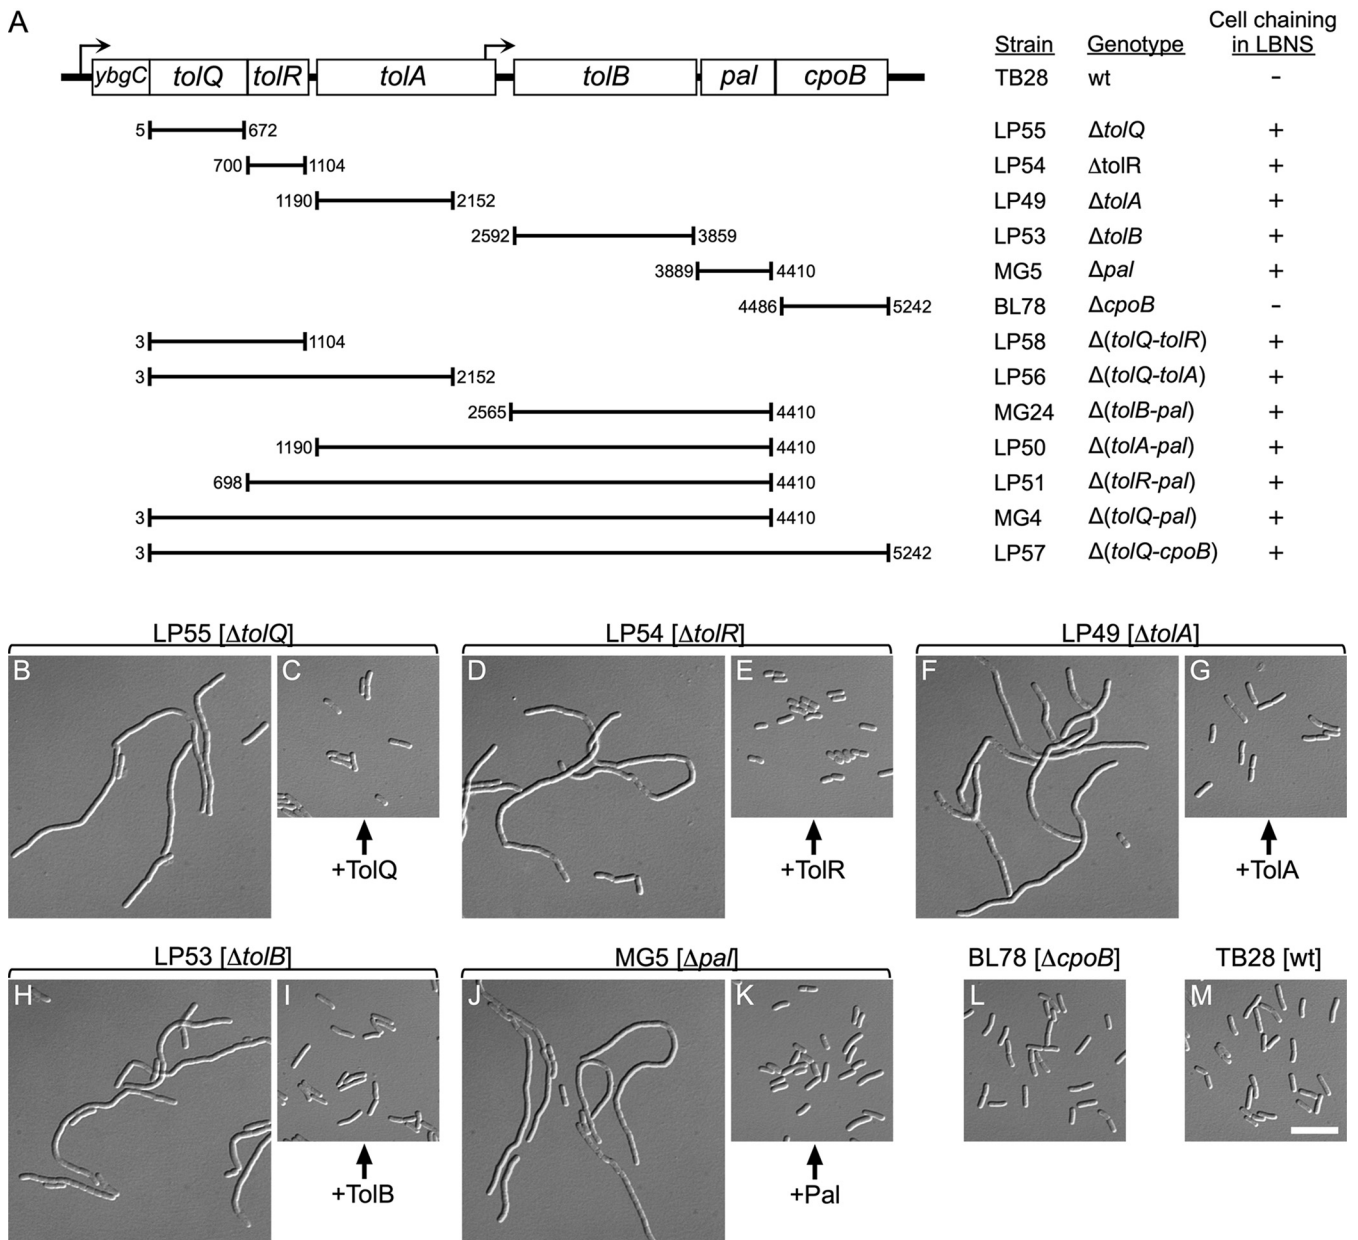 A
Strain Genotype Cell chaining in LBNS
ybgC tolQ tolR tolA tolB pal cpoB
TB28 wt -
5 672 LP55 ΔtolQ +
700 1104 LP54 ΔtolR +
1190 2152 LP49 ΔtolA +
2592 3859 LP53 ΔtolB +
3889 4410 MG5 Δpal +
4486 5242 BL78 ΔcpoB -
3 1104 LP58 Δ(tolQ-tolR) +
3 2152 LP56 Δ(tolQ-tolA) +
2565 4410 MG24 Δ(tolB-pal) +
1190 4410 LP50 Δ(tolA-pal) +
698 4410 LP51 Δ(tolR-pal) +
3 4410 MG4 Δ(tolQ-pal) +
3 5242 LP57 Δ(tolQ-cpoB) +
LP55 [ΔtolQ] LP54 [ΔtolR] LP49 [ΔtolA]
B C D E F G
+TolQ +TolR +TolA
LP53 [ΔtolB] MG5 [Δpal] BL78 [ΔcpoB] TB28 [wt]
H I J K L M
+TolB +Pal